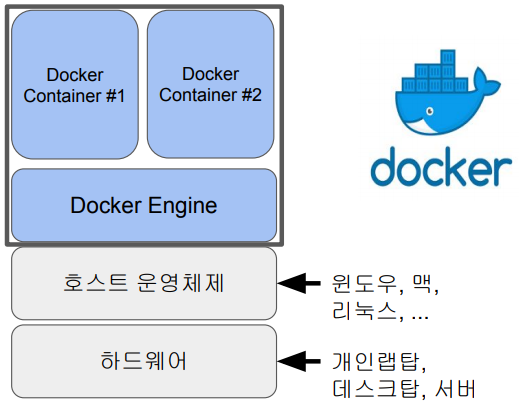 Docker
Container #1
Docker
Container #2
docker
Docker Engine
호스트 운영체제
윈도우, 맥,
리눅스, ...
하드웨어
개인랩탑,
데스크탑, 서버